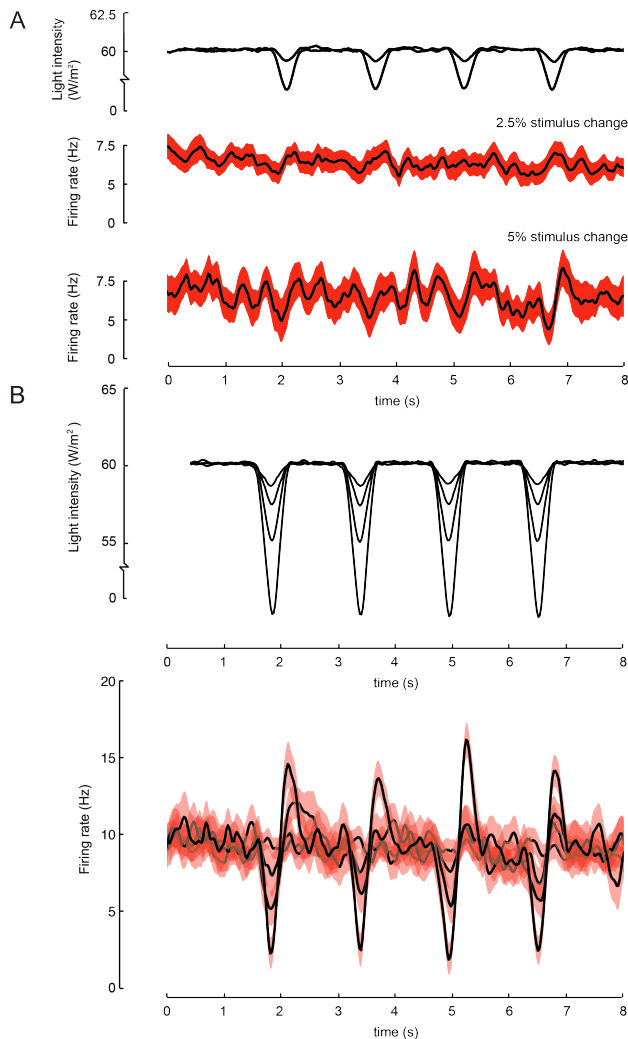 A
62.5
60
0
Light intensity
(W/m²)
2.5% stimulus change
7.5
5
0
Firing rate (Hz)
5% stimulus change
7.5
5
0
Firing rate (Hz)
0 1 2 3 4 5 6 7 8
time (s)
B
65
60
55
0
Light intensity (W/m²)
0 1 2 3 4 5 6 7 8
time (s)
20
15
10
5
0
Firing rate (Hz)
0 1 2 3 4 5 6 7 8
time (s)